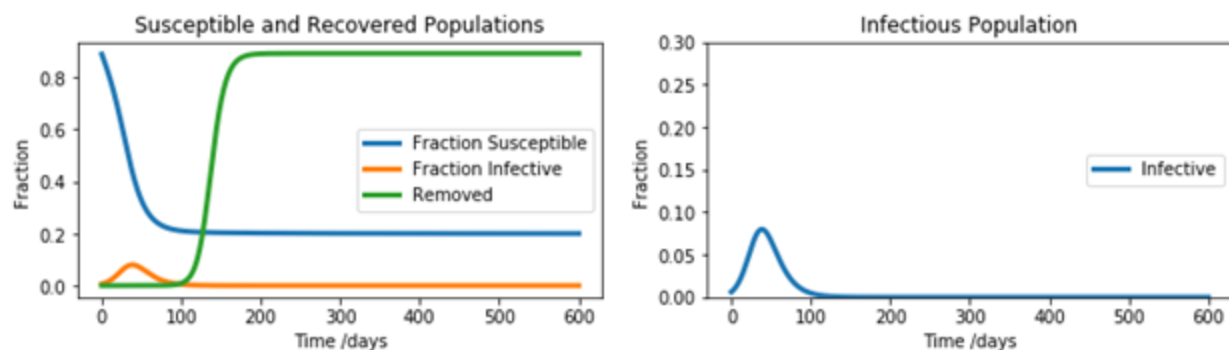 Susceptible and Recovered Populations
Fraction
0.8
0.6
0.4
0.2
0.0
Fraction Susceptible
Fraction Infective
Removed
0 100 200 300 400 500 600
Time /days
Infectious Population
Fraction
0.30
0.25
0.20
0.15
0.10
0.05
0.00
Infective
0 100 200 300 400 500 600
Time /days